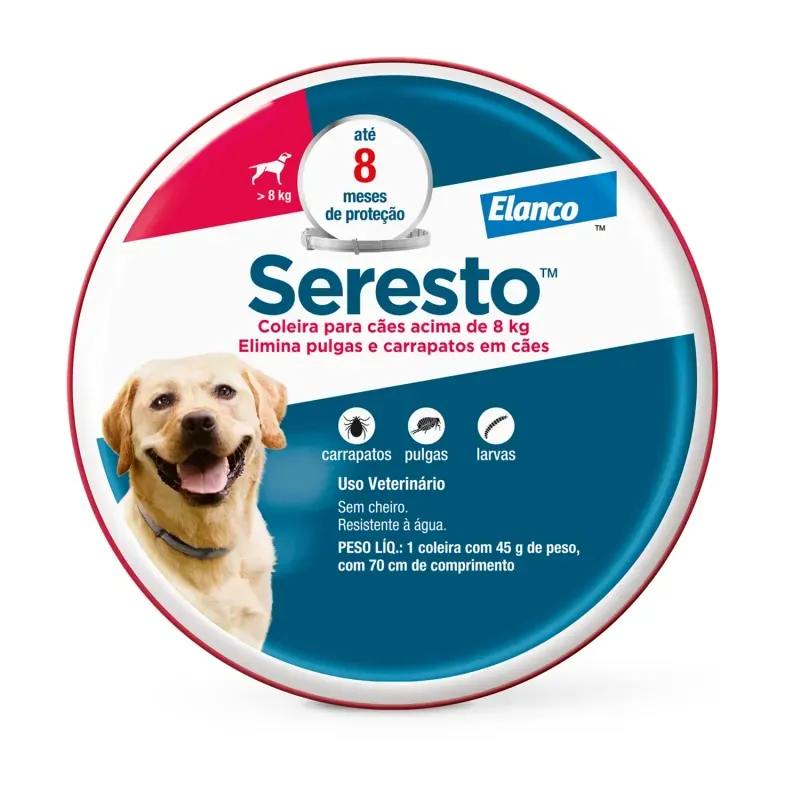 até
8
meses
de proteção
> 8 kg
Elanco
TM
Seresto™
Coleira para cães acima de 8 kg
Elimina pulgas e carrapatos em cães
carrapatos pulgas larvas
Uso Veterinário
Sem cheiro.
Resistente à água.
PESO LÍQ.: 1 coleira com 45 g de peso,
com 70 cm de comprimento